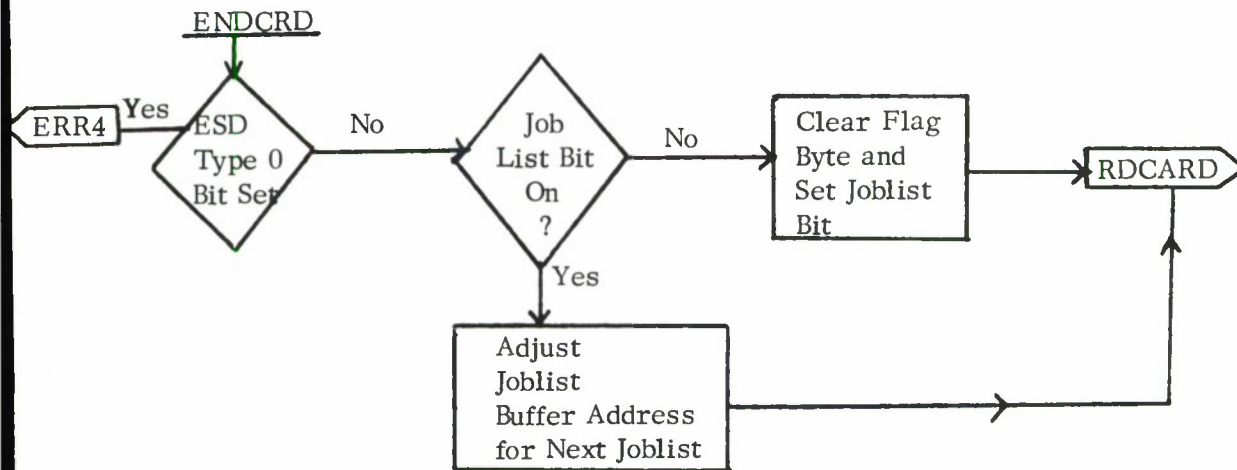 ENDCRD
ERR4
Yes
ESD
Type 0
Bit Set
No
Job
List Bit
On
?
No
Clear Flag
Byte and
Set Joblist
Bit
RDCARD
Yes
Adjust
Joblist
Buffer Address
for Next Joblist